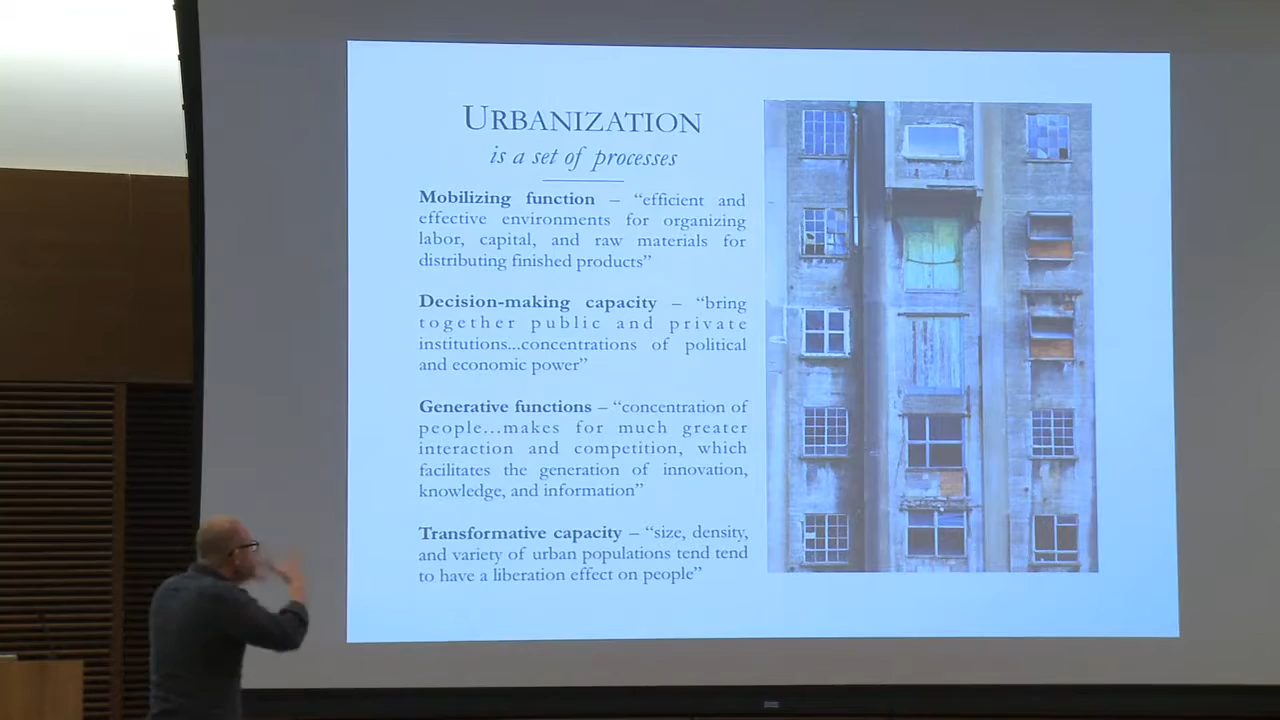 URBANIZATION
is a set of processes
Mobilizing function – “efficient and
effective environments for organizing
labor, capital, and raw materials for
distributing finished products”
Decision-making capacity – “bring
together public and private
institutions...concentrations of political
and economic power”
Generative functions – “concentration of
people...makes for much greater
interaction and competition, which
facilitates the generation of innovation,
knowledge, and information”
Transformative capacity – “size, density,
and variety of urban populations tend tend
to have a liberation effect on people”